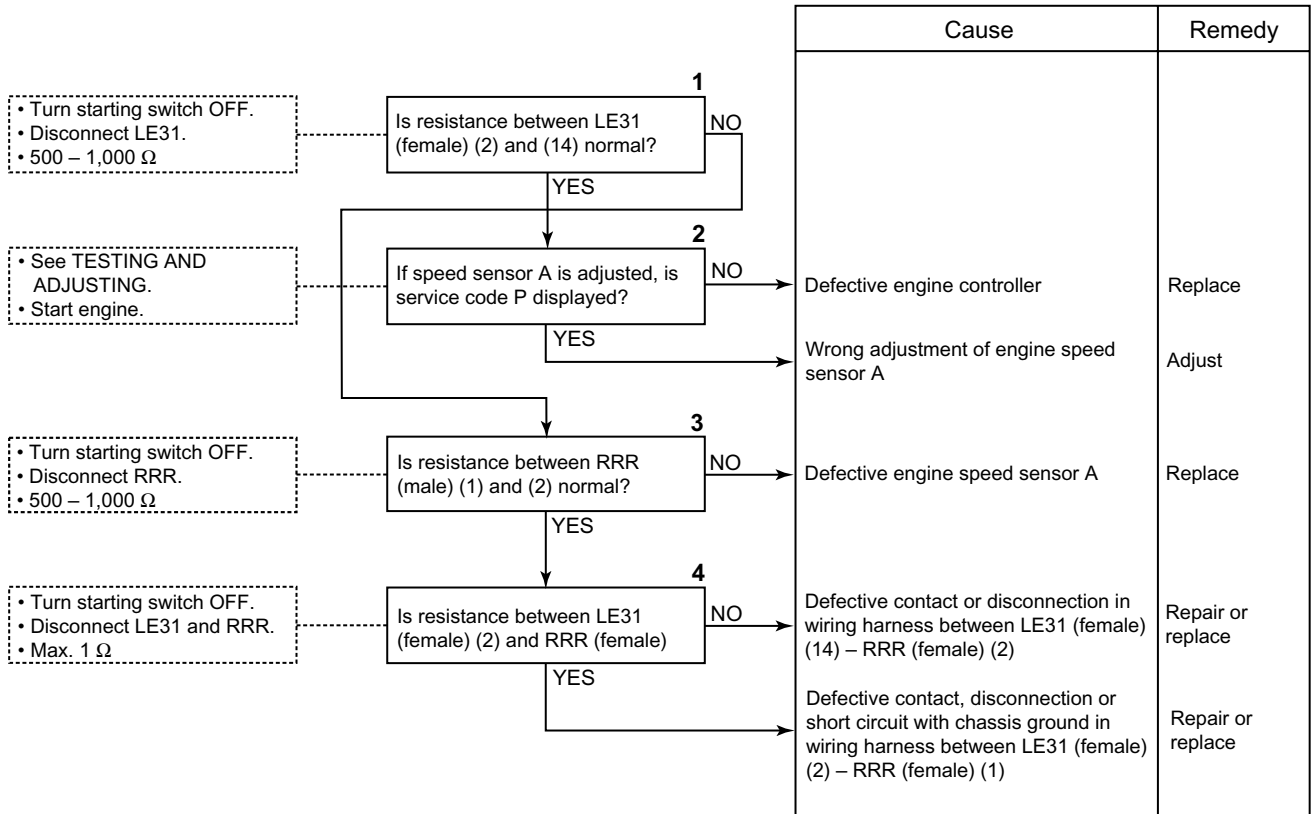 Cause
Remedy
• Turn starting switch OFF.
• Disconnect LE31.
• 500 – 1,000 Ω
1
Is resistance between LE31
(female) (2) and (14) normal?
NO
YES
• See TESTING AND
ADJUSTING.
• Start engine.
2
If speed sensor A is adjusted, is
service code P displayed?
NO
Defective engine controller
Replace
YES
Wrong adjustment of engine speed
sensor A
Adjust
• Turn starting switch OFF.
• Disconnect RRR.
• 500 – 1,000 Ω
3
Is resistance between RRR
(male) (1) and (2) normal?
NO
Defective engine speed sensor A
Replace
YES
• Turn starting switch OFF.
• Disconnect LE31 and RRR.
• Max. 1 Ω
4
Is resistance between LE31
(female) (2) and RRR (female)
NO
Defective contact or disconnection in
wiring harness between LE31 (female)
(14) – RRR (female) (2)
Repair or
replace
YES
Defective contact, disconnection or
short circuit with chassis ground in
wiring harness between LE31 (female)
(2) – RRR (female) (1)
Repair or
replace